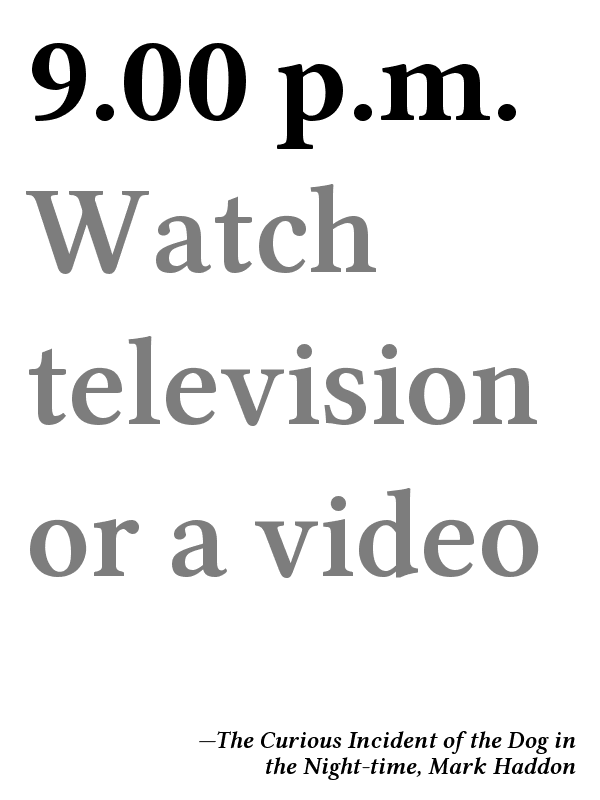 9.00 p.m.
Watch
television
or a video
—The Curious Incident of the Dog in
the Night-time, Mark Haddon